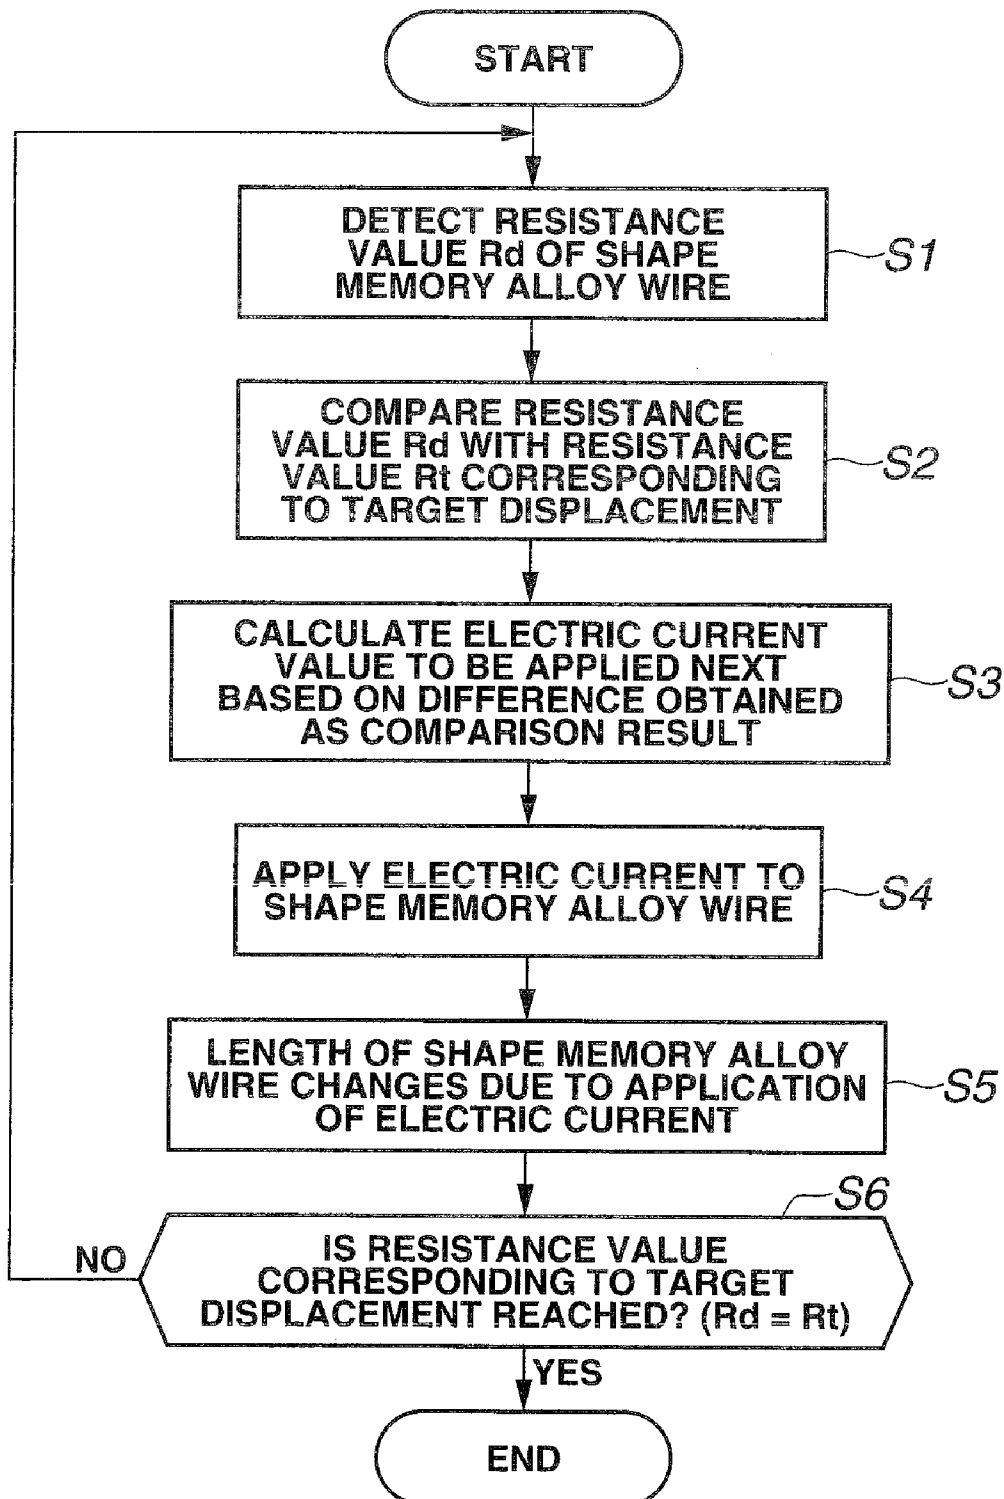 START
DETECT RESISTANCE
VALUE Rd OF SHAPE
MEMORY ALLOY WIRE
S1
COMPARE RESISTANCE
VALUE Rd WITH RESISTANCE
VALUE Rt CORRESPONDING
TO TARGET DISPLACEMENT
S2
CALCULATE ELECTRIC CURRENT
VALUE TO BE APPLIED NEXT
BASED ON DIFFERENCE OBTAINED
AS COMPARISON RESULT
S3
APPLY ELECTRIC CURRENT TO
SHAPE MEMORY ALLOY WIRE
S4
LENGTH OF SHAPE MEMORY ALLOY
WIRE CHANGES DUE TO APPLICATION
OF ELECTRIC CURRENT
S5
S6
NO
IS RESISTANCE VALUE
CORRESPONDING TO TARGET
DISPLACEMENT REACHED? (Rd = Rt)
YES
END